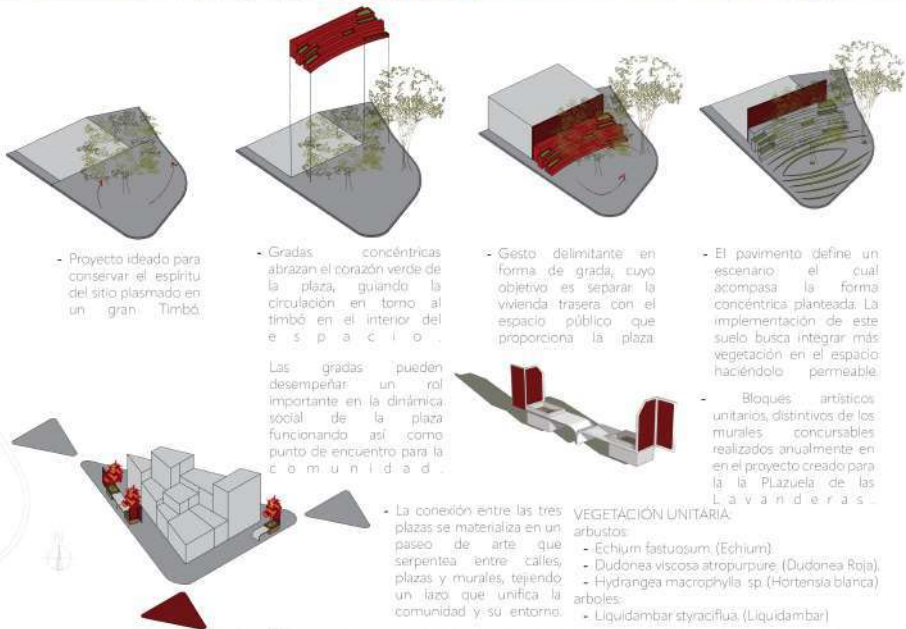 - Proyecto ideado para
conservar el espíritu
del sitio plasmado en
un gran Timbó.
- Gradas concéntricas
abrazan el corazón verde de
la plaza, guiando la
circulación en torno al
timbó en el interior del
e s p a c i o .
Las gradas pueden
desempeñar un rol
importante en la dinámica
social de la plaza
funcionando así como
punto de encuentro para la
c o m u n i d a d .
- Gesto delimitante en
forma de grada, cuyo
objetivo es separar la
vivienda trasera con el
espacio público que
proporciona la plaza
- El pavimento define un
escenario el cual
acompasa la forma
concéntrica planteada. La
implementación de este
suelo busca integrar más
vegetación en el espacio
haciéndolo permeable.
- Bloques artísticos
unitarios, distintivos de los
murales concursables
realizados anualmente en
en el proyecto creado para
la la PLazuela de las
L a v a n d e r a s .
- La conexión entre las tres
plazas se materializa en un
paseo de arte que
serpentea entre calles,
plazas y murales, tejiendo
un lazo que unifica la
comunidad y su entorno.
VEGETACIÓN UNITARIA:
arbustos:
- Echium fastuosum. (Echium)
- Dudonea viscosa atropurpure. (Dudonea Roja).
- Hydrangea macrophylla sp. (Hortensia blanca)
arboles:
- Liquidambar styraciflua. (Liquidambar)